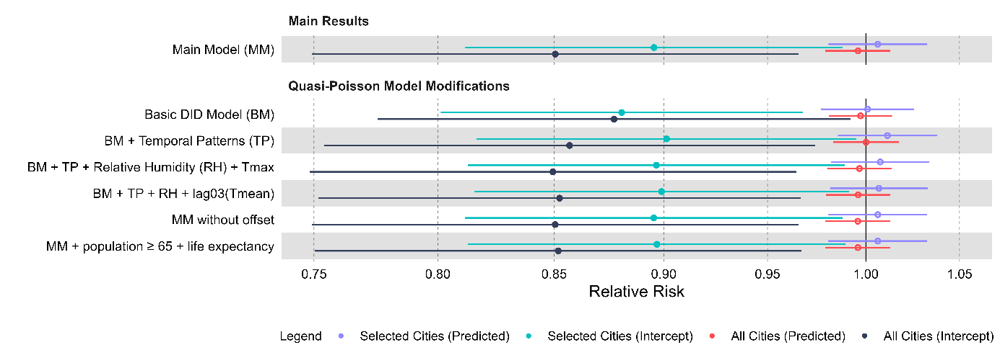 Main Results
Main Model (MM)
Quasi-Poisson Model Modifications
Basic DID Model (BM)
BM + Temporal Patterns (TP)
BM + TP + Relative Humidity (RH) + Tmax
BM + TP + RH + lag03(Tmean)
MM without offset
MM + population ≥ 65 + life expectancy
0.75 0.80 0.85 0.90 0.95 1.00 1.05
Relative Risk
Legend Selected Cities (Predicted) Selected Cities (Intercept) All Cities (Predicted) All Cities (Intercept)